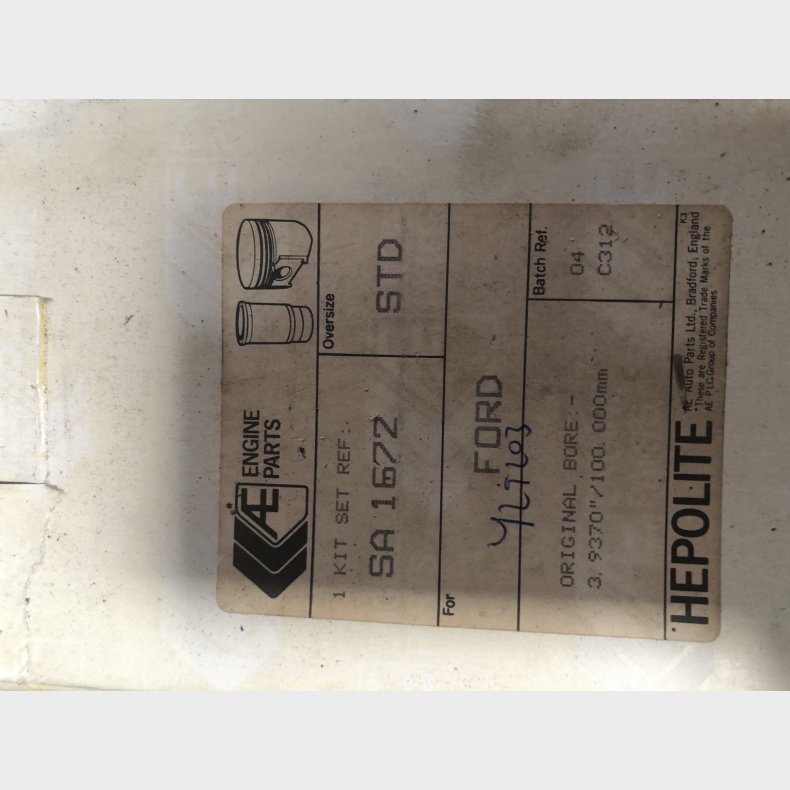 Æ
ENGINE
PARTS
1 KIT SET REF:
SA 1672
Oversize
STD
For
FORD
ORIGINAL BORE:-
3.9370"/100.000mm
Batch Ref.
04
C312
*HEPOLITE
AE Auto Parts Ltd., Bradford, England
*These are Registered Trade Marks of the
AE PLC Group of Companies
K3